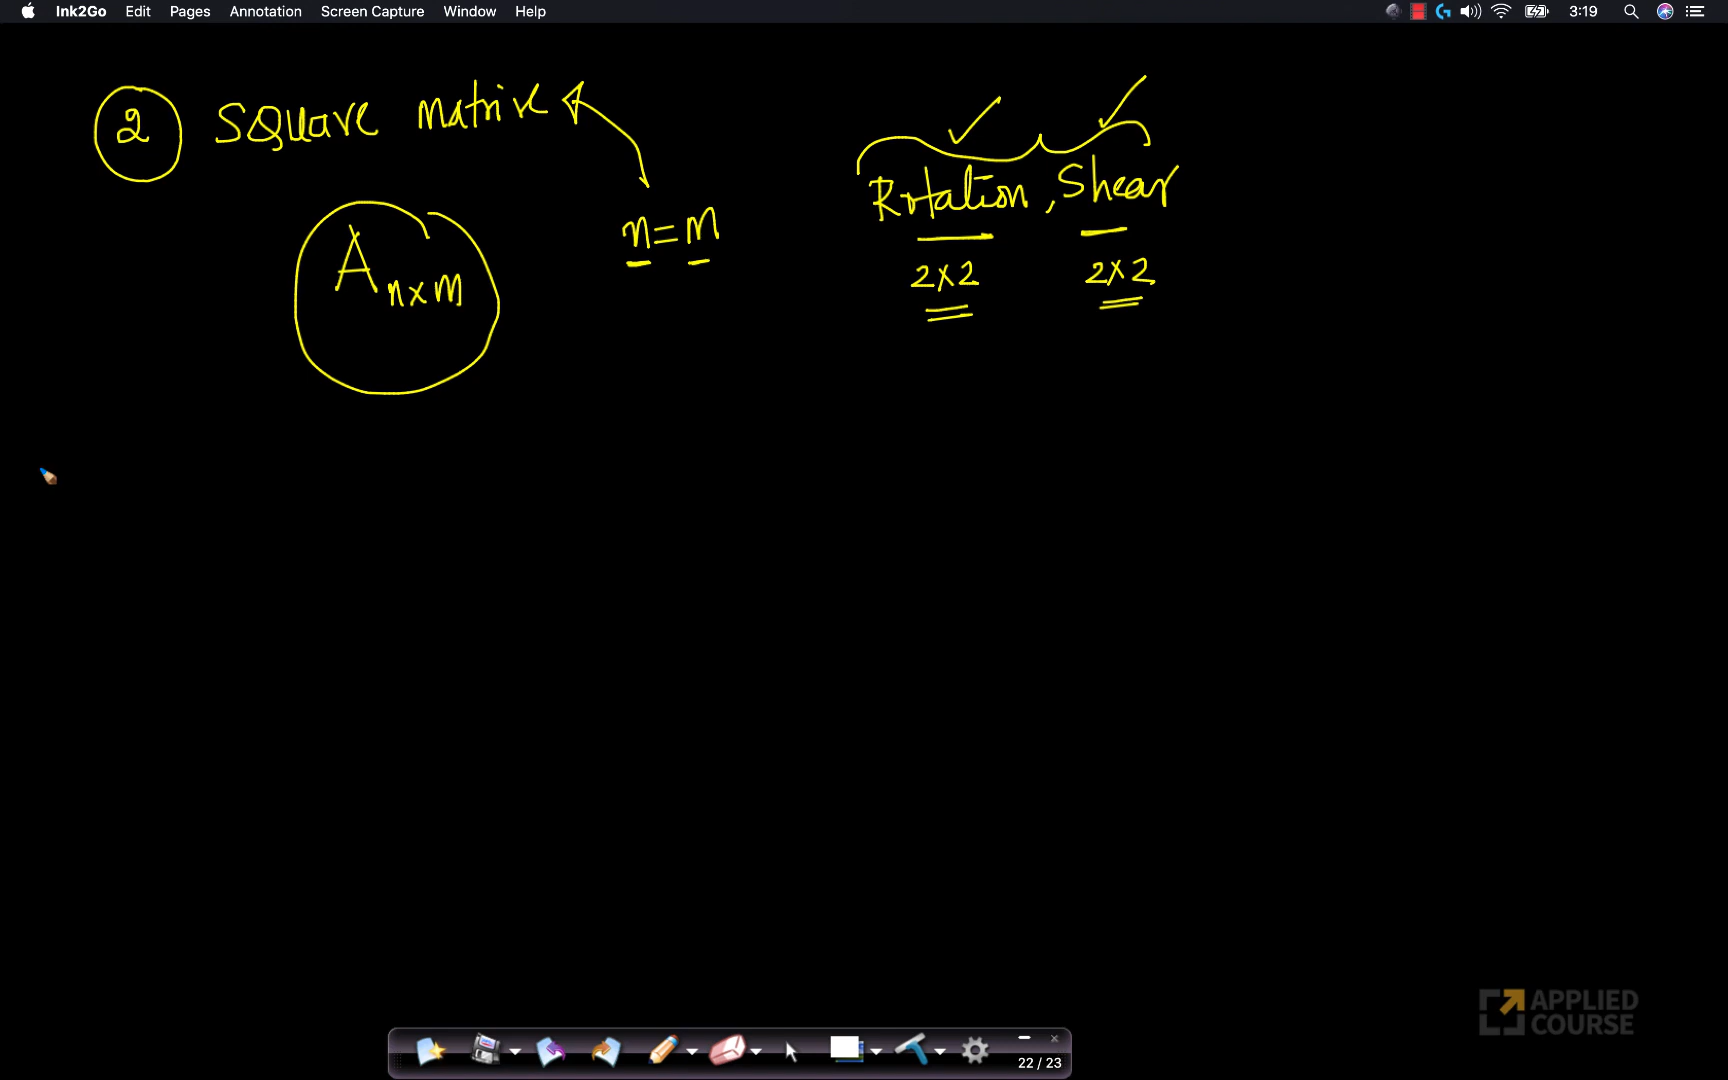 Ink2Go Edit Pages Annotation Screen Capture Window Help 3:19
2 Square matrix
Rotation, Shear
n=m
A n×m
2×2 2×2
APPLIED
COURSE
22 / 23